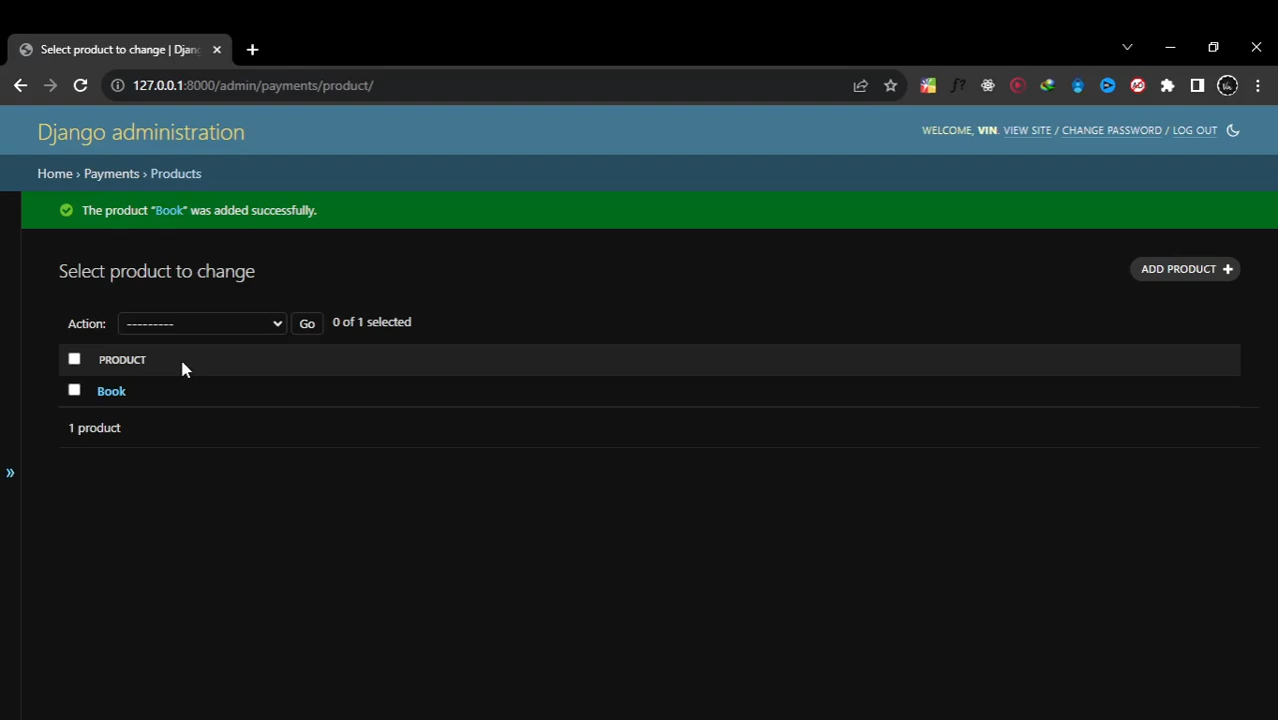 Select product to change | Djang
127.0.0.1:8000/admin/payments/product/
Django administration
WELCOME, VIN. VIEW SITE / CHANGE PASSWORD / LOG OUT
Home › Payments › Products
The product “Book” was added successfully.
Select product to change
ADD PRODUCT +
Action: --------- Go 0 of 1 selected
PRODUCT
Book
1 product
»